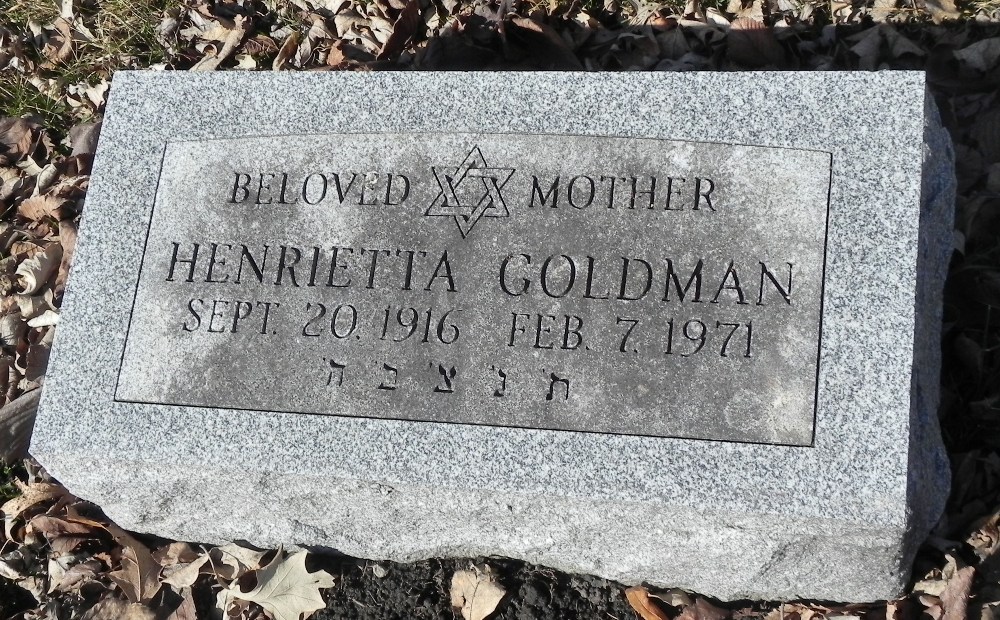 BELOVED MOTHER
HENRIETTA GOLDMAN
SEPT. 20, 1916 FEB. 7, 1971
ת' נ' צ' ב' ה'